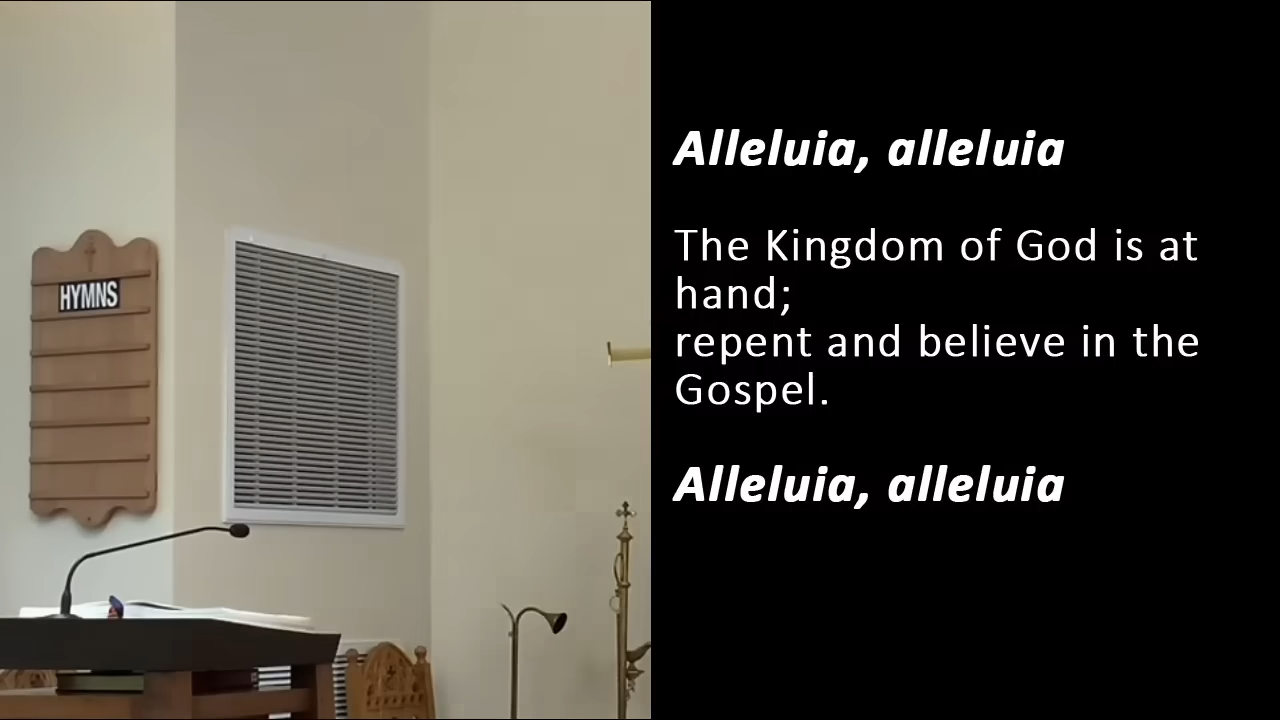 HYMNS
Alleluia, alleluia
The Kingdom of God is at
hand;
repent and believe in the
Gospel.
Alleluia, alleluia